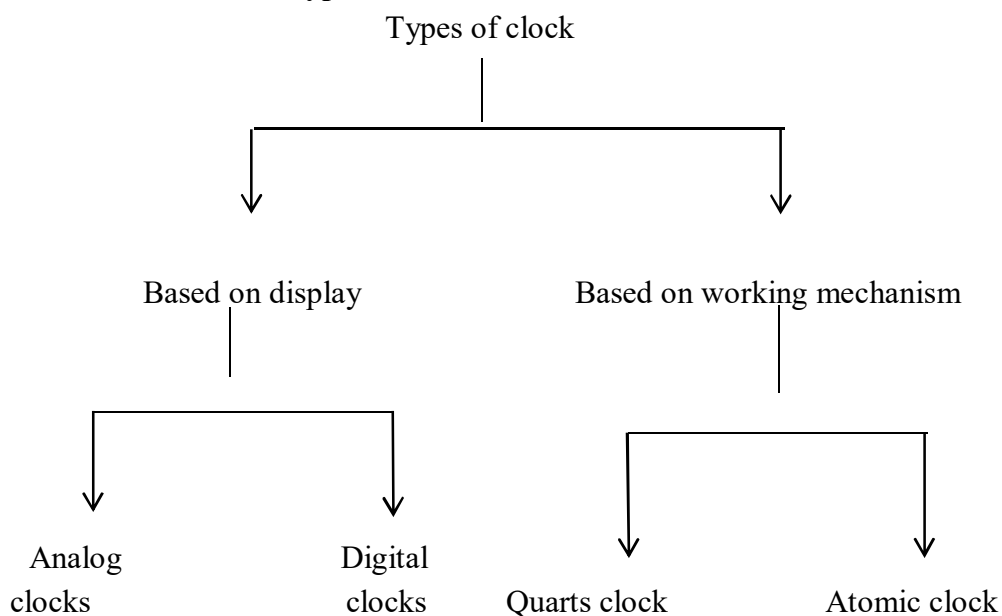 Types of clock
Based on display
Based on working mechanism
Analog
clocks
Digital
clocks
Quarts clock
Atomic clock